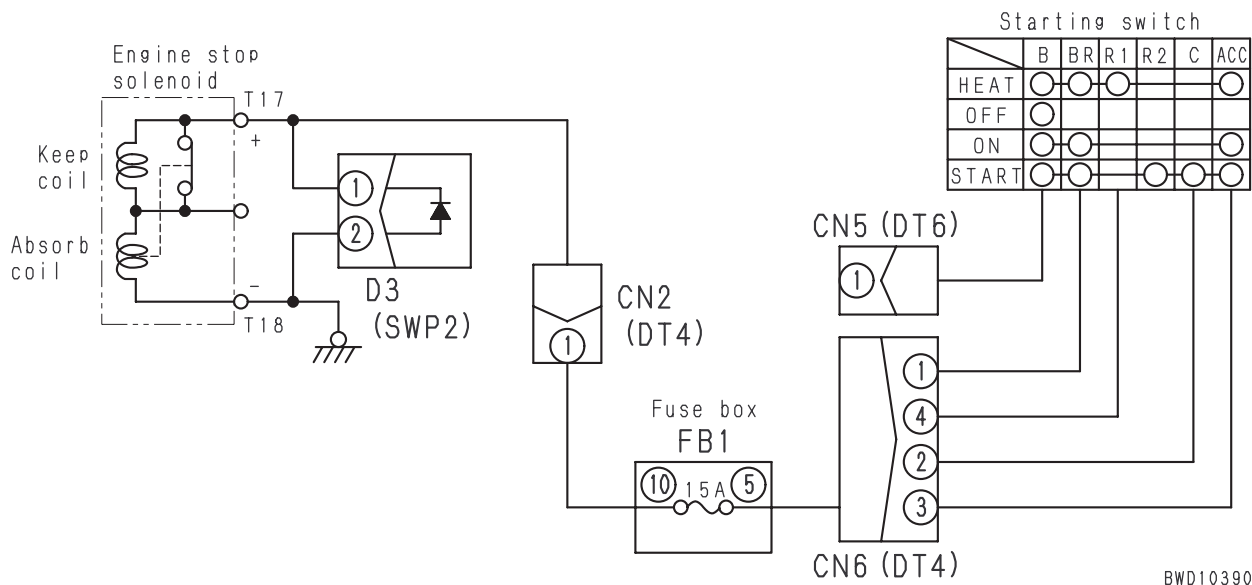 Starting switch
B BR R1 R2 C ACC
HEAT
OFF
ON
START
Engine stop
solenoid
T17
+
Keep
coil
Absorb
coil
-
T18
1
2
D3
(SWP2)
CN2
(DT4)
1
CN5 (DT6)
1
Fuse box
FB1
10 15A 5
1
4
2
3
CN6 (DT4)
BWD10390